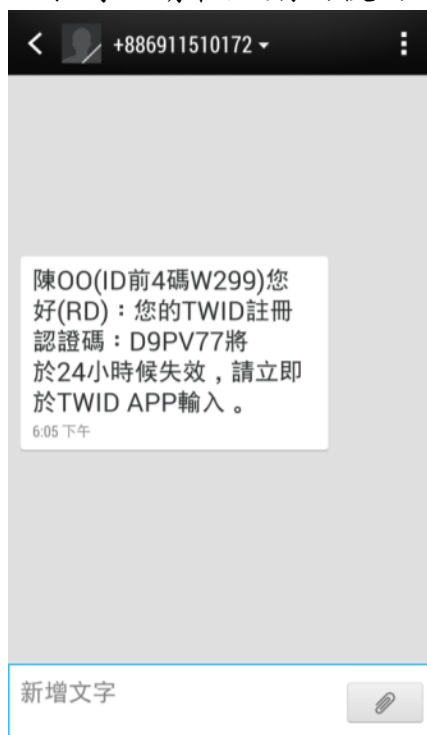 +886911510172
陳OO(ID前4碼W299)您
好(RD)：您的TWID註冊
認證碼：D9PV77將
於24小時候失效，請立即
於TWID APP輸入。
6:05 下午
新增文字